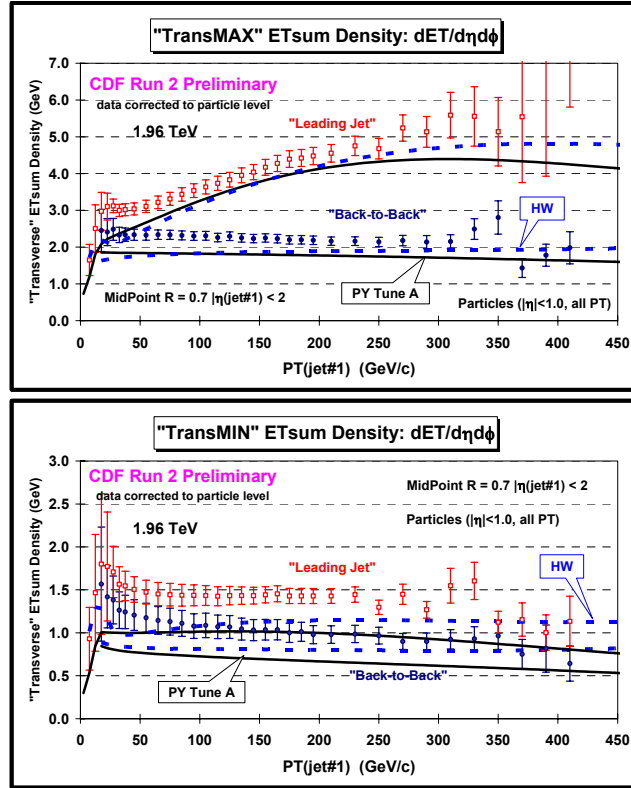 "TransMAX" ETsum Density: dET/dηdϕ
7.0
6.0
5.0
4.0
3.0
2.0
1.0
0.0
"Transverse" ETsum Density (GeV)
CDF Run 2 Preliminary
data corrected to particle level
1.96 TeV
"Leading Jet"
"Back-to-Back"
HW
PY Tune A
MidPoint R = 0.7 |η(jet#1) < 2
Particles (|η|<1.0, all PT)
0 50 100 150 200 250 300 350 400 450
PT(jet#1) (GeV/c)
"TransMIN" ETsum Density: dET/dηdϕ
3.0
2.5
2.0
1.5
1.0
0.5
0.0
"Transverse" ETsum Density (GeV)
CDF Run 2 Preliminary
data corrected to particle level
1.96 TeV
MidPoint R = 0.7 |η(jet#1) < 2
Particles (|η|<1.0, all PT)
"Leading Jet"
HW
PY Tune A
"Back-to-Back"
0 50 100 150 200 250 300 350 400 450
PT(jet#1) (GeV/c)